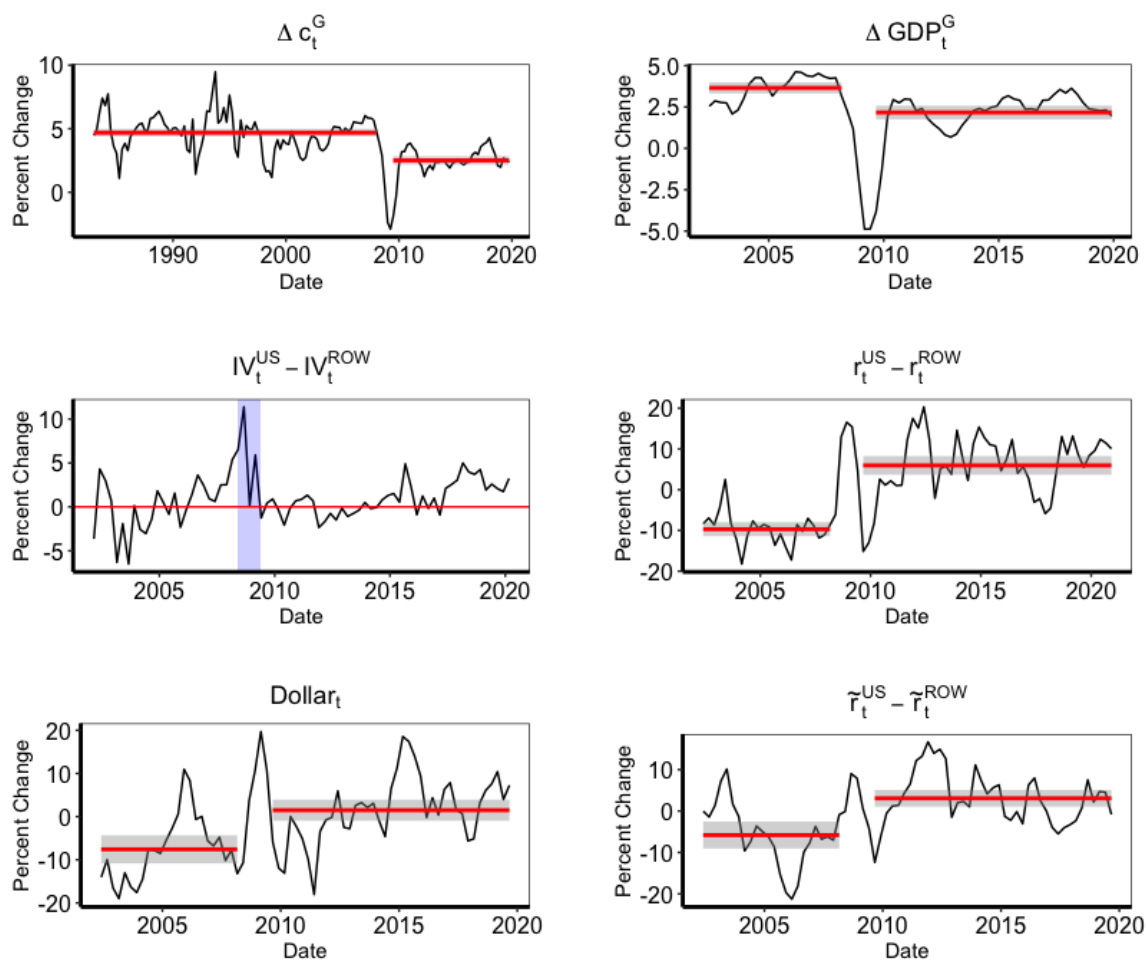 Δ c_t^G
Percent Change
10
5
0
1990 2000 2010 2020
Date
Δ GDP_t^G
Percent Change
5.0
2.5
0.0
-2.5
-5.0
2005 2010 2015 2020
Date
IV_t^US – IV_t^ROW
Percent Change
10
5
0
-5
2005 2010 2015 2020
Date
r_t^US – r_t^ROW
Percent Change
20
10
0
-10
-20
2005 2010 2015 2020
Date
Dollar_t
Percent Change
20
10
0
-10
-20
2005 2010 2015 2020
Date
r̃_t^US – r̃_t^ROW
Percent Change
10
0
-10
-20
2005 2010 2015 2020
Date